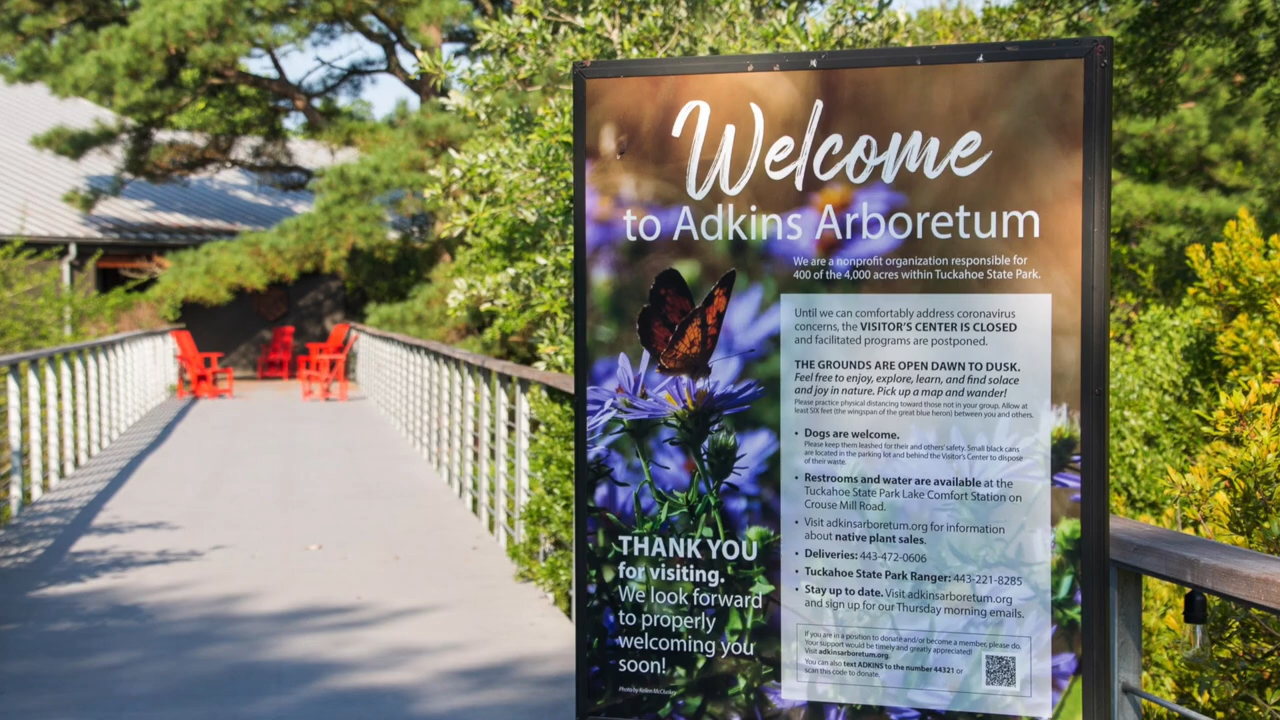 Welcome
to Adkins Arboretum
We are a nonprofit organization responsible for
400 of the 4,000 acres within Tuckahoe State Park.
Until we can comfortably address coronavirus
concerns, the VISITOR'S CENTER IS CLOSED
and facilitated programs are postponed.
THE GROUNDS ARE OPEN DAWN TO DUSK.
Feel free to enjoy, explore, learn, and find solace
and joy in nature. Pick up a map and wander!
Please practice physical distancing toward those not in your group. Allow at
least SIX feet (the wingspan of the great blue heron) between you and others.
• Dogs are welcome.
Please keep them leashed for their and others' safety. Small black cans
are located in the parking lot and behind the Visitor's Center to dispose
of their waste.
• Restrooms and water are available at the
Tuckahoe State Park Lake Comfort Station on
Crouse Mill Road.
• Visit adkinsarboretum.org for information
about native plant sales.
• Deliveries: 443-472-0606
• Tuckahoe State Park Ranger: 443-221-8285
• Stay up to date. Visit adkinsarboretum.org
and sign up for our Thursday morning emails.
If you are in a position to donate and/or become a member, please do.
Your support would be timely and greatly appreciated!
Visit adkinsarboretum.org.
You can also text ADKINS to the number 44321 or
scan this code to donate.
THANK YOU
for visiting.
We look forward
to properly
welcoming you
soon!
Photo by Kellen McCluskey